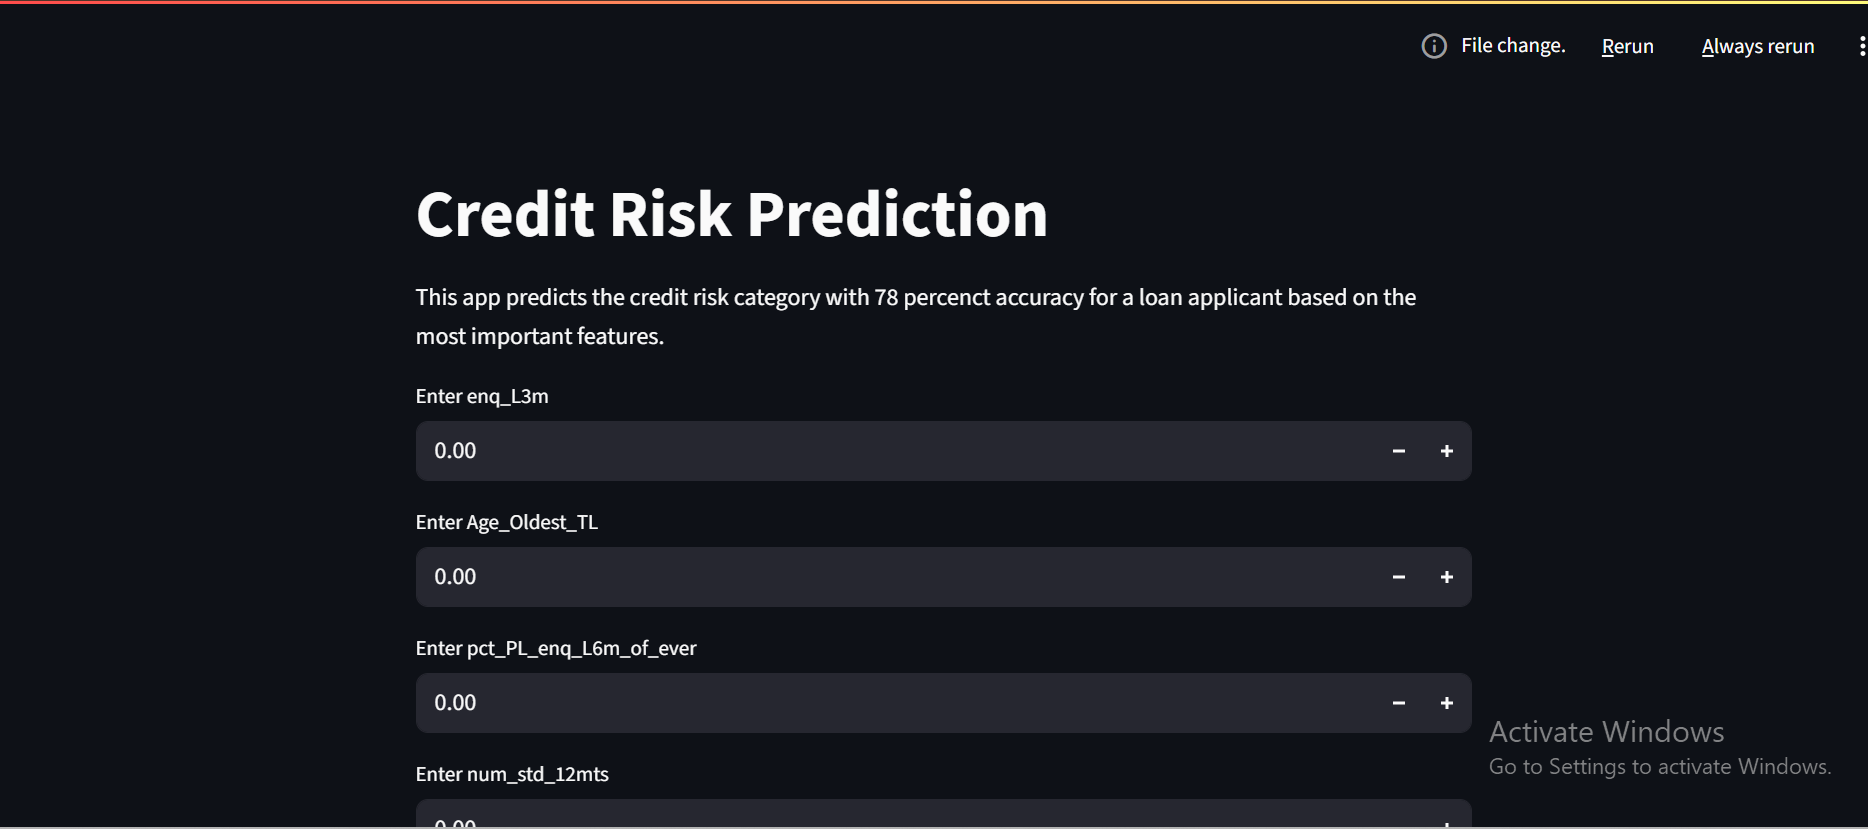 File change. Rerun Always rerun
Credit Risk Prediction
This app predicts the credit risk category with 78 percenct accuracy for a loan applicant based on the
most important features.
Enter enq_L3m
0.00
Enter Age_Oldest_TL
0.00
Enter pct_PL_enq_L6m_of_ever
0.00
Activate Windows
Go to Settings to activate Windows.
Enter num_std_12mts
0.00